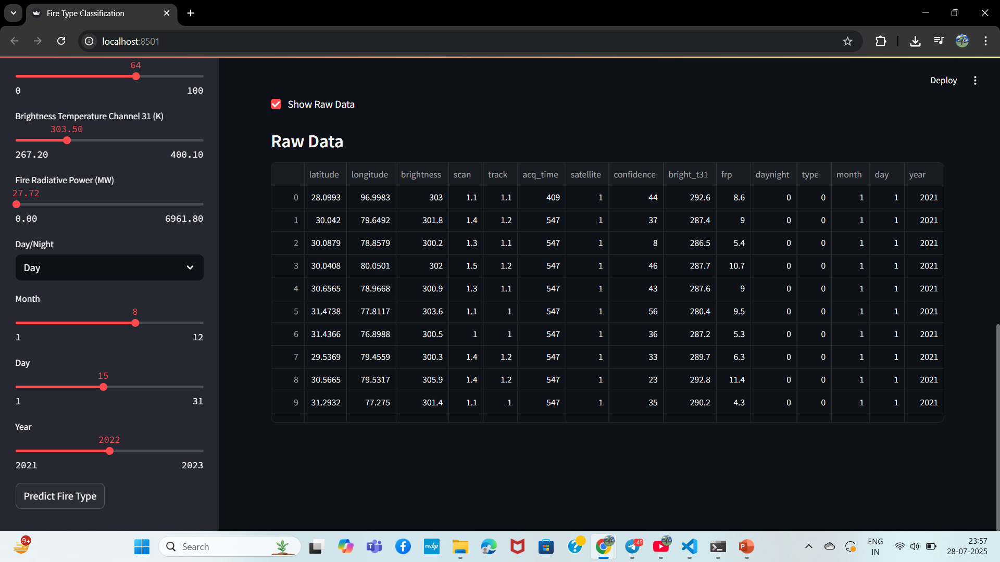 Fire Type Classification
localhost:8501
64
0 100
Brightness Temperature Channel 31 (K)
303.50
267.20 400.10
Fire Radiative Power (MW)
27.72
0.00 6961.80
Day/Night
Day
Month
8
1 12
Day
15
1 31
Year
2022
2021 2023
Predict Fire Type
Deploy
Show Raw Data
Raw Data
latitude longitude brightness scan track acq_time satellite confidence bright_t31 frp daynight type month day year
0 28.0993 96.9983 303 1.1 1.1 409 1 44 292.6 8.6 0 0 1 1 2021
1 30.042 79.6492 301.8 1.4 1.2 547 1 37 287.4 9 0 0 1 1 2021
2 30.0879 78.8579 300.2 1.3 1.1 547 1 8 286.5 5.4 0 0 1 1 2021
3 30.0408 80.0501 302 1.5 1.2 547 1 46 287.7 10.7 0 0 1 1 2021
4 30.6565 78.9668 300.9 1.3 1.1 547 1 43 287.6 9 0 0 1 1 2021
5 31.4738 77.8117 303.6 1.1 1 547 1 56 280.4 9.5 0 0 1 1 2021
6 31.4366 76.8988 300.5 1 1 547 1 36 287.2 5.3 0 0 1 1 2021
7 29.5369 79.4559 300.3 1.4 1.2 547 1 33 289.7 6.3 0 0 1 1 2021
8 30.5665 79.5317 305.9 1.4 1.2 547 1 23 292.8 11.4 0 0 1 1 2021
9 31.2932 77.275 301.4 1.1 1 547 1 35 290.2 4.3 0 0 1 1 2021
9+
Search
myhp
..45
ENG
IN
23:57
28-07-2025